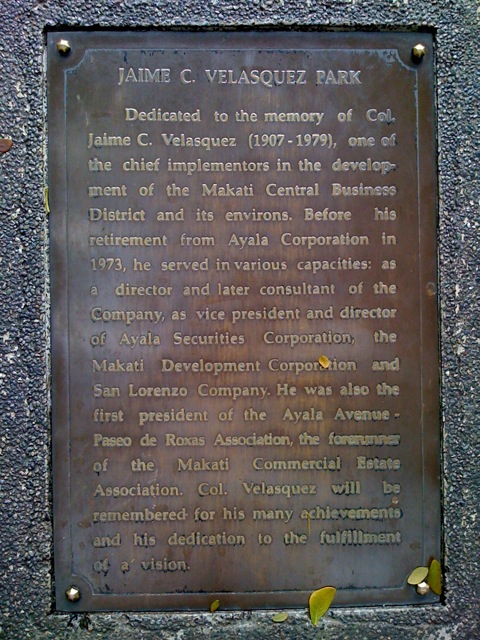 JAIME C. VELASQUEZ PARK
Dedicated to the memory of Col.
Jaime C. Velasquez (1907-1979), one of
the chief implementors in the develop-
ment of the Makati Central Business
District and its environs. Before his
retirement from Ayala Corporation in
1973, he served in various capacities: as
a director and later consultant of the
Company, as vice president and director
of Ayala Securities Corporation, the
Makati Development Corporation and
San Lorenzo Company. He was also the
first president of the Ayala Avenue -
Paseo de Roxas Association, the forerunner
of the Makati Commercial Estate
Association. Col. Velasquez will be
remembered for his many achievements
and his dedication to the fulfillment
of a vision.